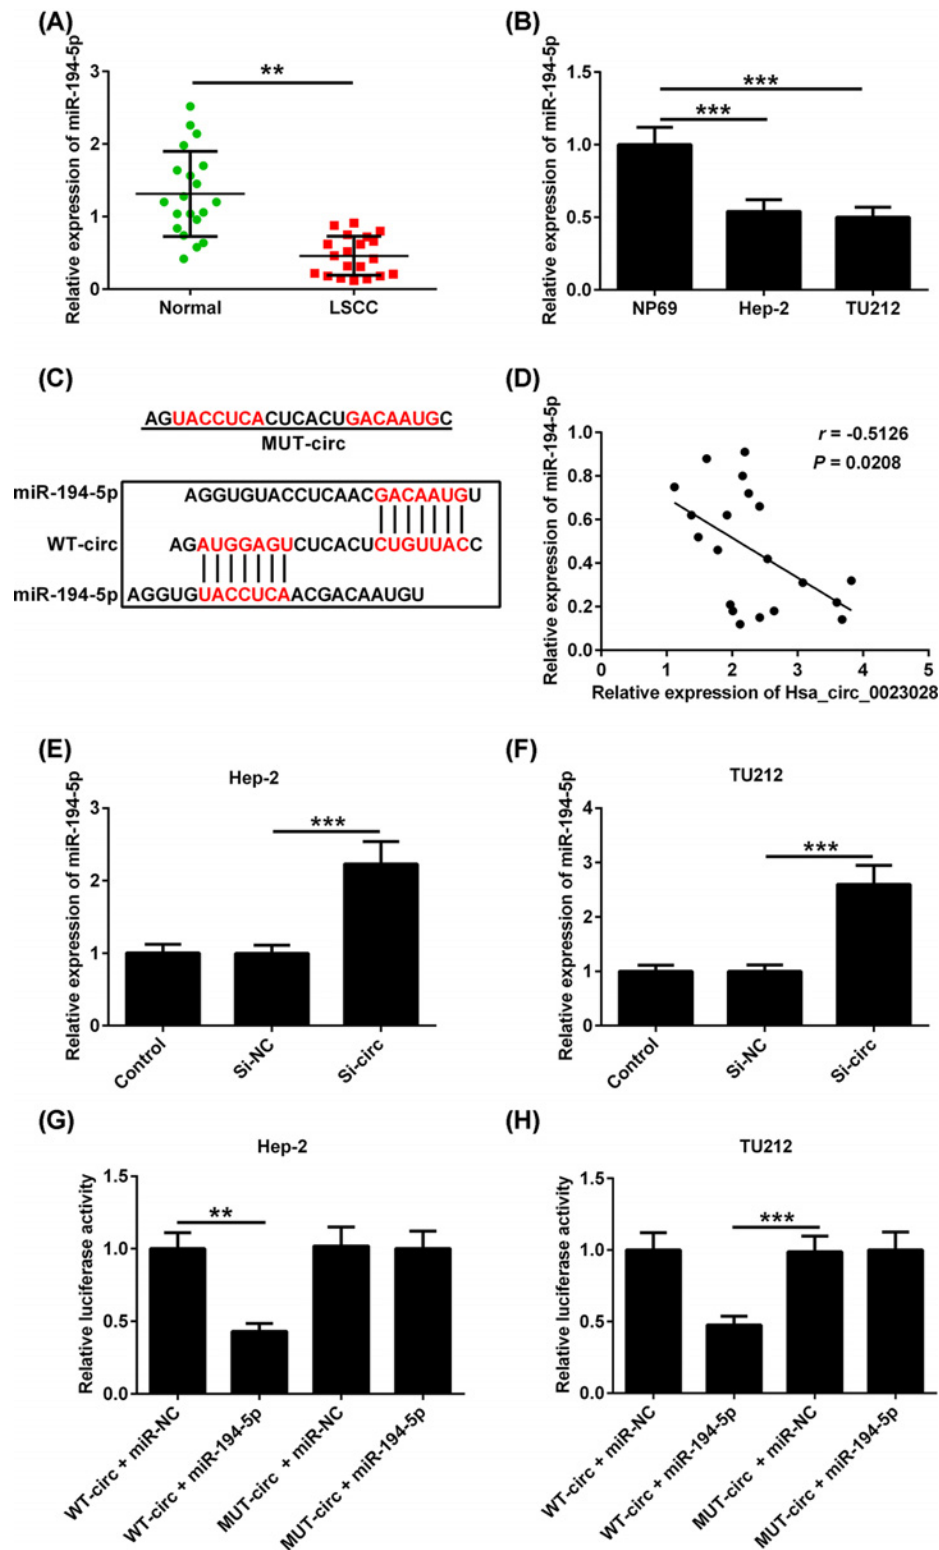 (A)
Relative expression of miR-194-5p
3
2
1
0
**
Normal
LSCC
(B)
Relative expression of miR-194-5p
1.5
1.0
0.5
0.0
***
***
NP69
Hep-2
TU212
(C)
AGUACCUCACUCACUGACAAUGC
MUT-circ
miR-194-5p
AGGUGUACCUCAACGACAAUGU
WT-circ
AGAUGGAGUCUCACUCUGUUACC
miR-194-5p
AGGUGUACCUCAACGACAAUGU
(D)
Relative expression of miR-194-5p
1.0
0.8
0.6
0.4
0.2
0.0
r = -0.5126
P = 0.0208
0
1
2
3
4
5
Relative expression of Hsa_circ_0023028
(E)
Hep-2
Relative expression of miR-194-5p
3
2
1
0
***
Control
Si-NC
Si-circ
(F)
TU212
Relative expression of miR-194-5p
4
3
2
1
0
***
Control
Si-NC
Si-circ
(G)
Hep-2
Relative luciferase activity
1.5
1.0
0.5
0.0
**
WT-circ + miR-NC
WT-circ + miR-194-5p
MUT-circ + miR-NC
MUT-circ + miR-194-5p
(H)
TU212
Relative luciferase activity
1.5
1.0
0.5
0.0
***
WT-circ + miR-NC
WT-circ + miR-194-5p
MUT-circ + miR-NC
MUT-circ + miR-194-5p